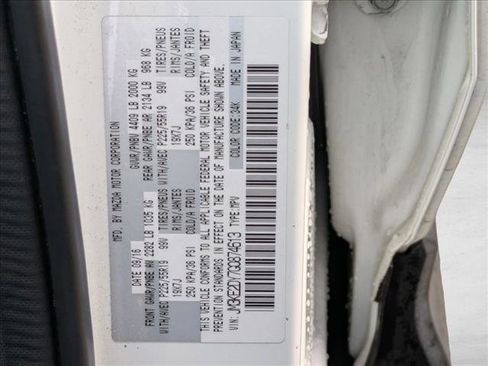 MFD. BY MAZDA MOTOR CORPORATION
DATE: 09/16 GVWR/PNBV 4409 LB 2000 KG
FRONT GAWR/PNBE AV 2282 LB 1035 KG REAR GAWR/PNBE AR 2134 LB 968 KG
WITH/AVEC P225/55R19 99V TIRES/PNEUS WITH/AVEC P225/55R19 99V TIRES/PNEUS
19X7J RIMS/JANTES 19X7J RIMS/JANTES
250 KPA/36 PSI COLD/A FROID 250 KPA/36 PSI COLD/A FROID
THIS VEHICLE CONFORMS TO ALL APPLICABLE FEDERAL MOTOR VEHICLE SAFETY AND THEFT
PREVENTION STANDARDS IN EFFECT ON THE DATE OF MANUFACTURE SHOWN ABOVE.
VIN: TYPE: MPV COLOR CODE: 34K MADE IN JAPAN